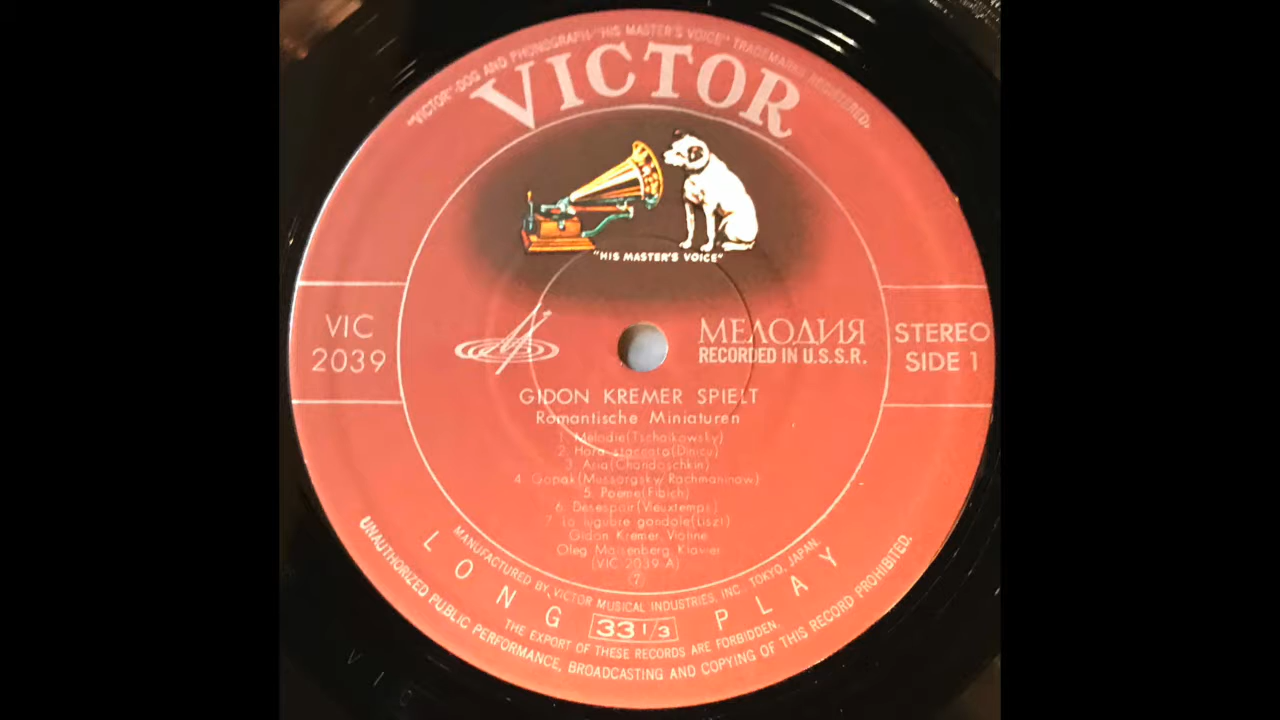 "VICTOR"-DOG AND PHONOGRAPH-"HIS MASTER'S VOICE" TRADEMARKS REGISTERED.
VICTOR
"HIS MASTER'S VOICE"
VIC
2039
МЕЛОДИЯ
RECORDED IN U.S.S.R.
STEREO
SIDE 1
GIDON KREMER SPIELT
Romantische Miniaturen
1. Melodie(Tschaikowsky)
2. Hora staccata(Dinicu)
3. Aria(Chandoschkin)
4. Gopak(Mussorgsky/Rachmaninow)
5. Poeme(Fibich)
6. Desespoir(Vieuxtemps)
7. La lugubre gondole(Liszt)
Gidon Kremer, Violine
Oleg Maisenberg, Klavier
(VIC 2039-A)
7
MANUFACTURED BY VICTOR MUSICAL INDUSTRIES, INC. TOKYO, JAPAN.
LONG 33 1/3 PLAY
THE EXPORT OF THESE RECORDS ARE FORBIDDEN.
UNAUTHORIZED PUBLIC PERFORMANCE, BROADCASTING AND COPYING OF THIS RECORD PROHIBITED.